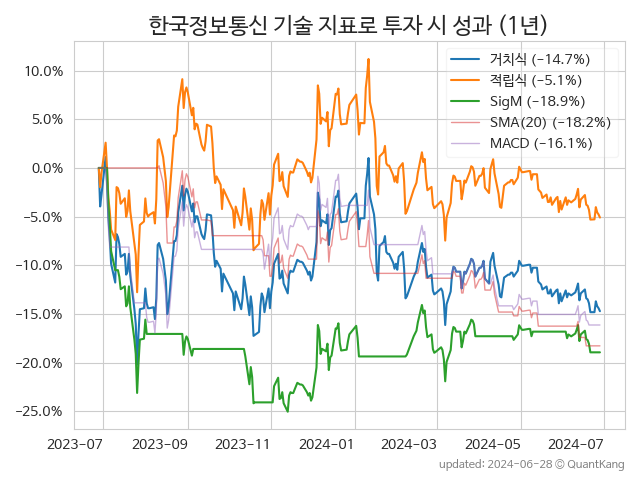 한국정보통신 기술 지표로 투자 시 성과 (1년)
거치식 (−14.7%)
적립식 (−5.1%)
SigM (−18.9%)
SMA(20) (−18.2%)
MACD (−16.1%)
10.0%
5.0%
0.0%
−5.0%
−10.0%
−15.0%
−20.0%
−25.0%
2023-07 2023-09 2023-11 2024-01 2024-03 2024-05 2024-07
updated: 2024-06-28 ⓒ QuantKang